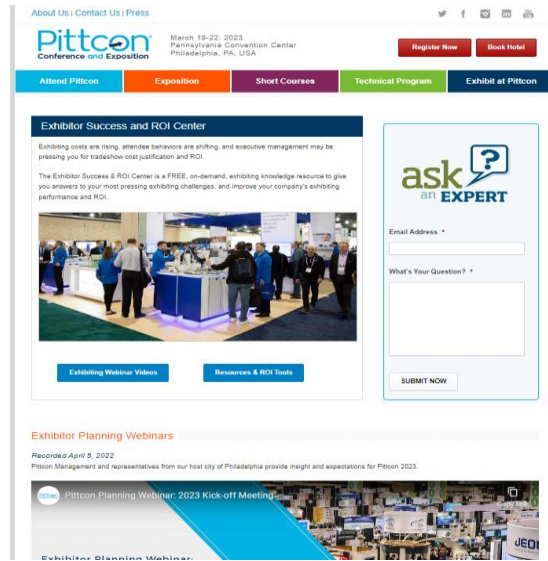 About Us | Contact Us | Press
Pittcon
Conference and Exposition
March 18-22, 2023
Pennsylvania Convention Center
Philadelphia, PA, USA
Register Now
Book Hotel
Attend Pittcon
Exposition
Short Courses
Technical Program
Exhibit at Pittcon
Exhibitor Success and ROI Center
Exhibiting costs are rising, attendee behaviors are shifting, and executive management may be
pressing you for tradeshow cost justification and ROI.
The Exhibitor Success & ROI Center is a FREE, on-demand, exhibiting knowledge resource to give
you answers to your most pressing exhibiting challenges, and improve your company's exhibiting
performance and ROI.
Exhibiting Webinar Videos
Resources & ROI Tools
ask
an EXPERT
Email Address *
What's Your Question? *
SUBMIT NOW
Exhibitor Planning Webinars
Recorded April 5, 2022
Pittcon Management and representatives from our host city of Philadelphia provide insight and expectations for Pittcon 2023.
Pittcon Planning Webinar: 2023 Kick-off Meeting
Copy link
Exhibitor Planning Webinar:
JEOL